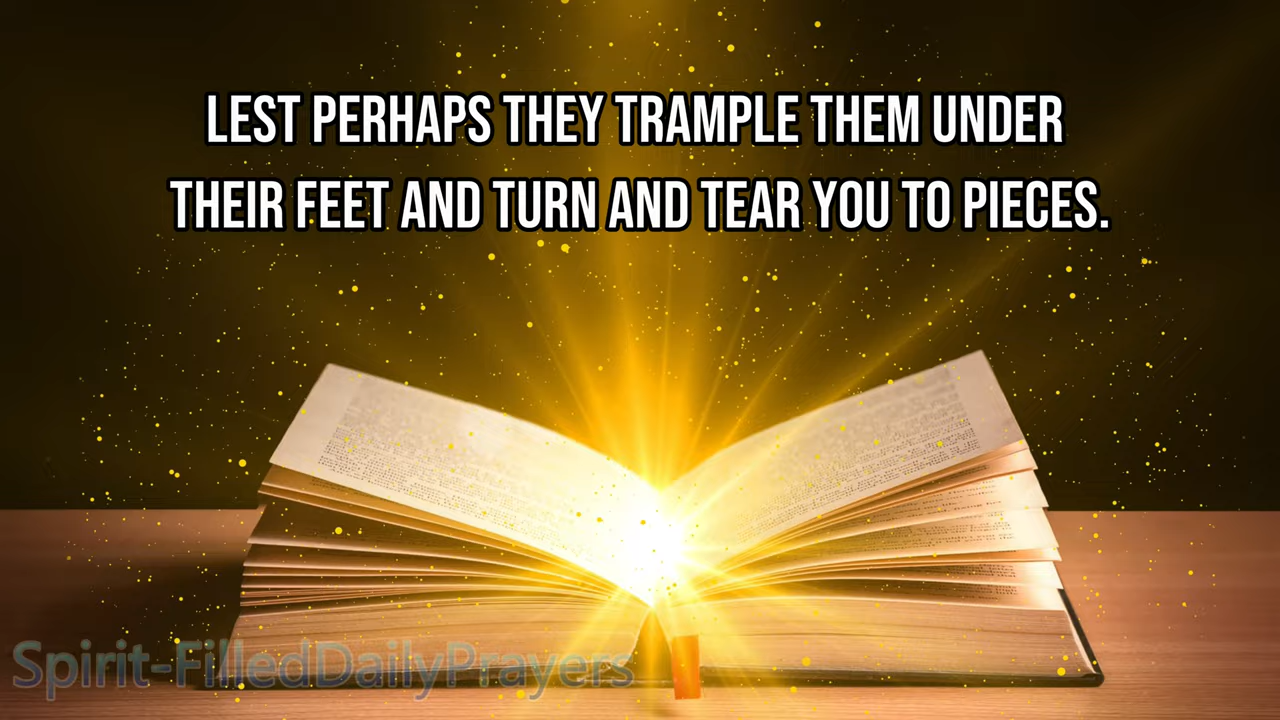 LEST PERHAPS THEY TRAMPLE THEM UNDER
THEIR FEET AND TURN AND TEAR YOU TO PIECES.
Spirit-FilledDailyPrayers